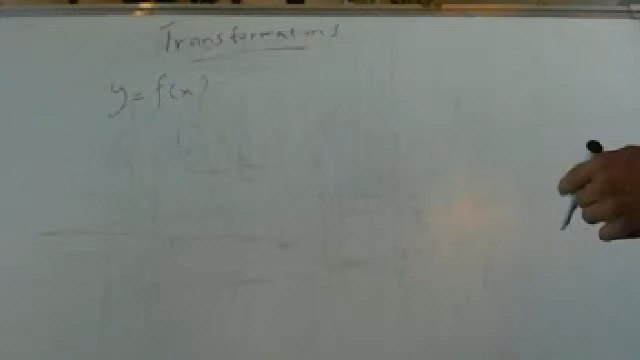 Transformations
y = f(x)